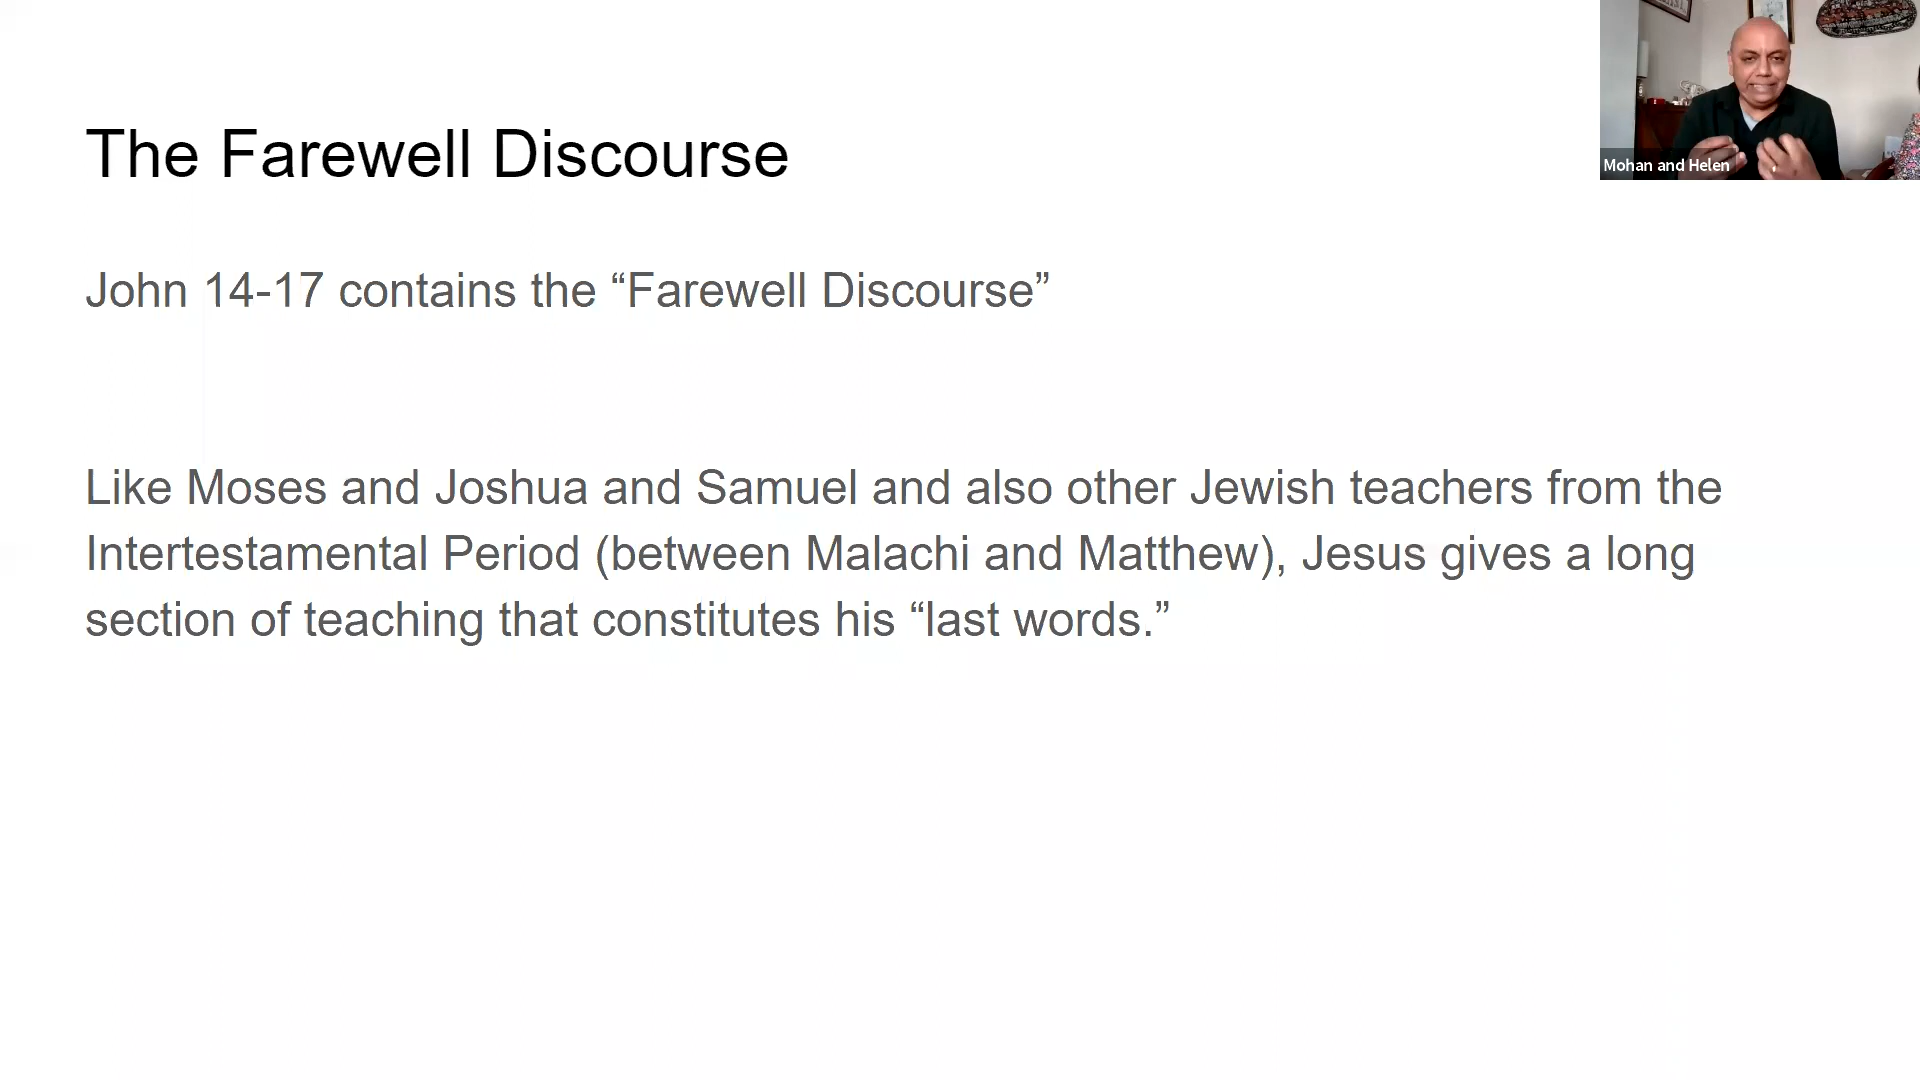 The Farewell Discourse
Mohan and Helen
John 14-17 contains the “Farewell Discourse”
Like Moses and Joshua and Samuel and also other Jewish teachers from the
Intertestamental Period (between Malachi and Matthew), Jesus gives a long
section of teaching that constitutes his “last words.”